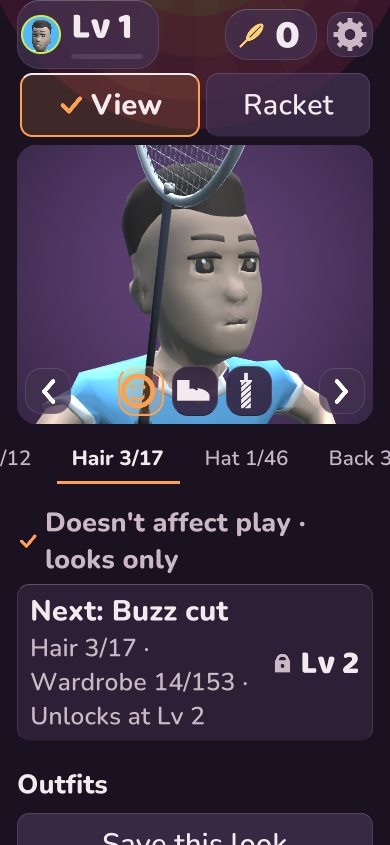 Lv 1
0
View
Racket
/12
Hair 3/17
Hat 1/46
Back 3
Doesn't affect play ·
looks only
Next: Buzz cut
Hair 3/17 ·
Wardrobe 14/153 ·
Unlocks at Lv 2
Lv 2
Outfits
Save this look